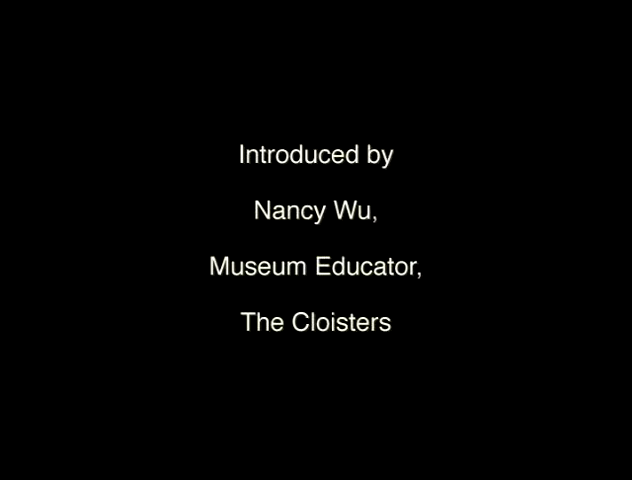 Introduced by
Nancy Wu,
Museum Educator,
The Cloisters